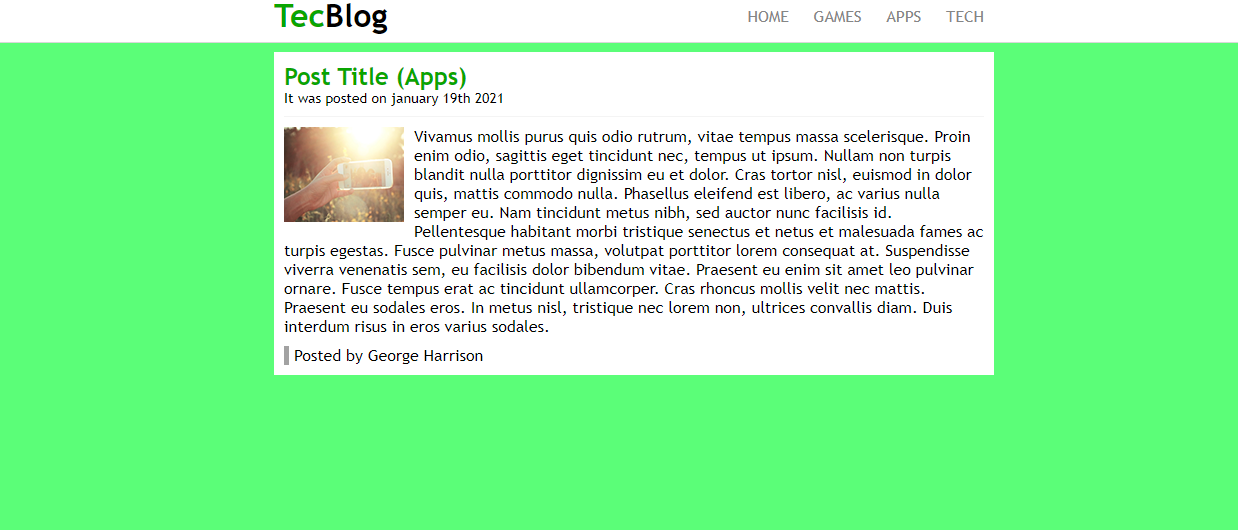 TecBlog
HOME GAMES APPS TECH
Post Title (Apps)
It was posted on january 19th 2021
Vivamus mollis purus quis odio rutrum, vitae tempus massa scelerisque. Proin
enim odio, sagittis eget tincidunt nec, tempus ut ipsum. Nullam non turpis
blandit nulla porttitor dignissim eu et dolor. Cras tortor nisl, euismod in dolor
quis, mattis commodo nulla. Phasellus eleifend est libero, ac varius nulla
semper eu. Nam tincidunt metus nibh, sed auctor nunc facilisis id.
Pellentesque habitant morbi tristique senectus et netus et malesuada fames ac
turpis egestas. Fusce pulvinar metus massa, volutpat porttitor lorem consequat at. Suspendisse
viverra venenatis sem, eu facilisis dolor bibendum vitae. Praesent eu enim sit amet leo pulvinar
ornare. Fusce tempus erat ac tincidunt ullamcorper. Cras rhoncus mollis velit nec mattis.
Praesent eu sodales eros. In metus nisl, tristique nec lorem non, ultrices convallis diam. Duis
interdum risus in eros varius sodales.
Posted by George Harrison